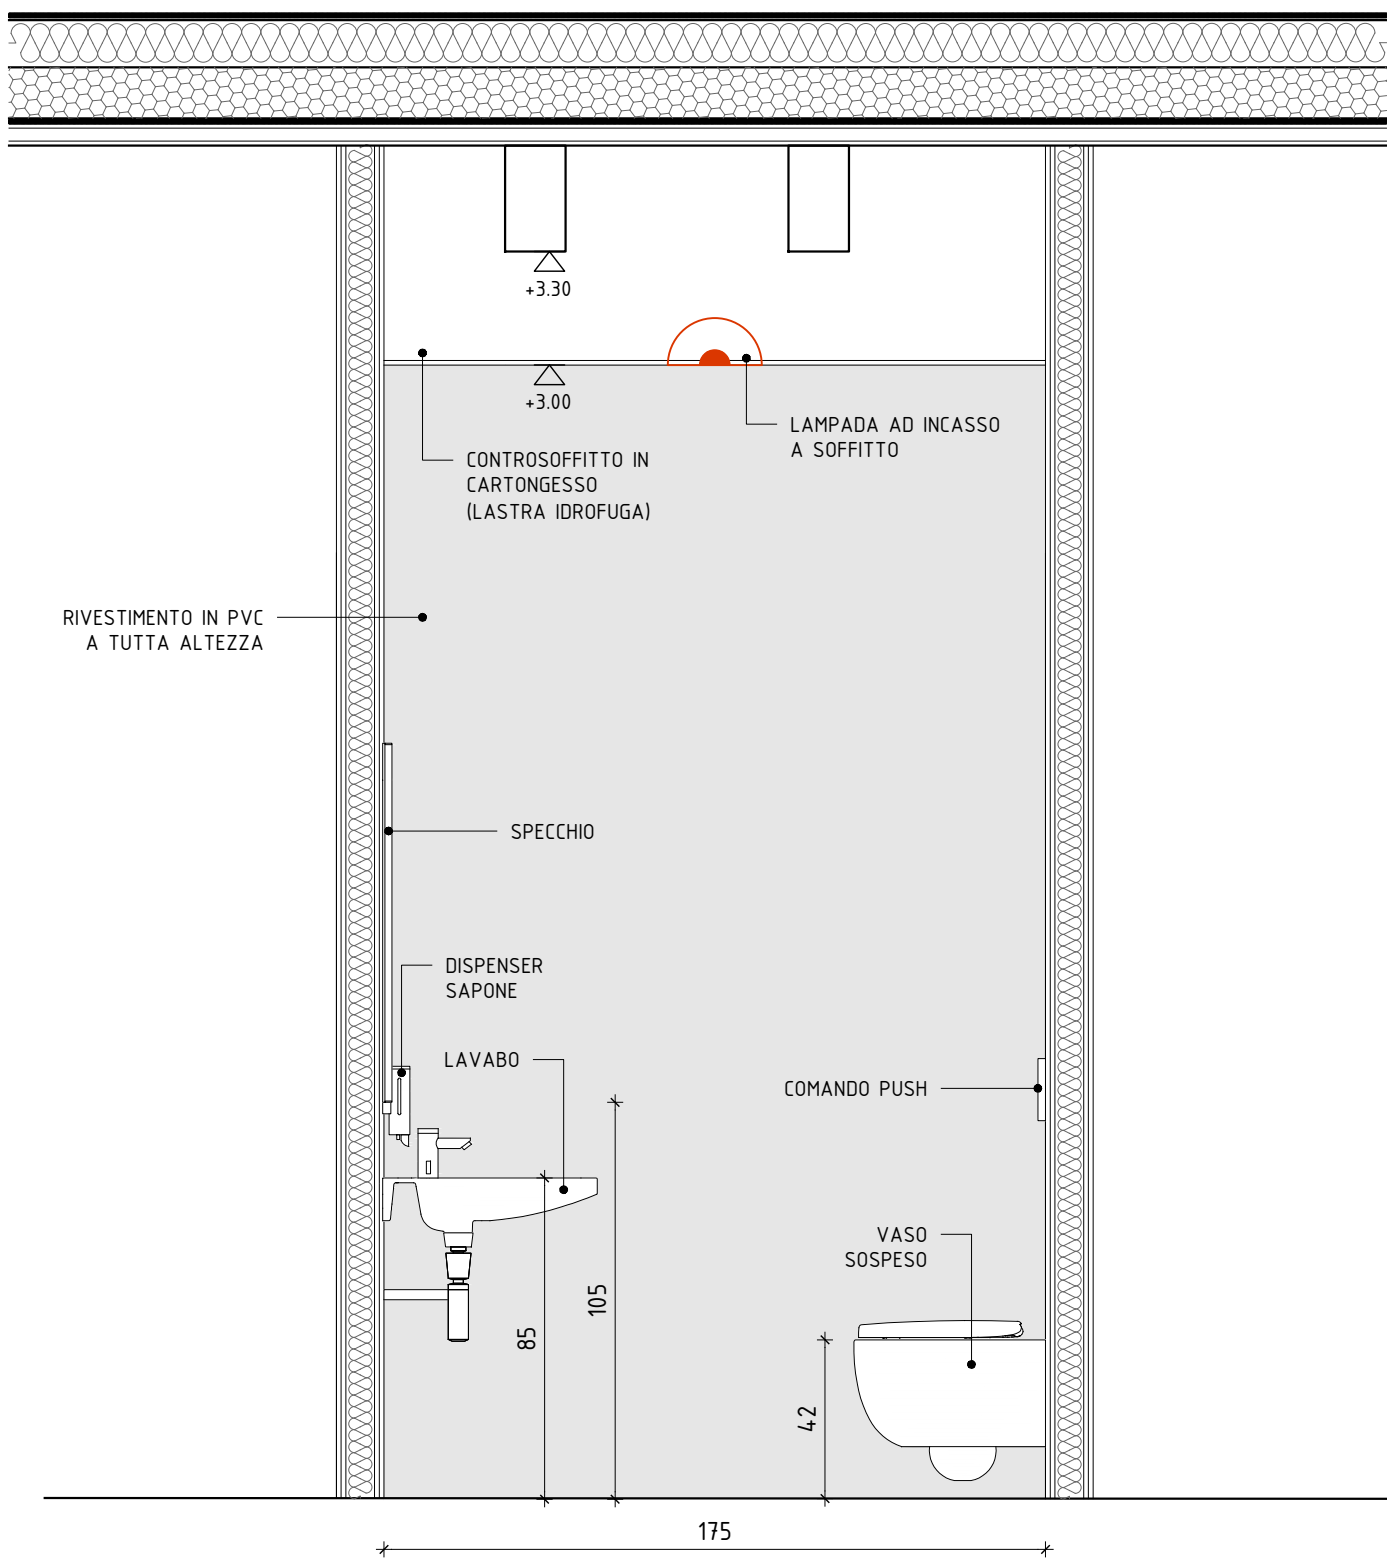 +3.30
+3.00
LAMPADA AD INCASSO
A SOFFITTO
CONTROSOFFITTO IN
CARTONGESSO
(LASTRA IDROFUGA)
RIVESTIMENTO IN PVC
A TUTTA ALTEZZA
SPECCHIO
DISPENSER
SAPONE
LAVABO
COMANDO PUSH
VASO
SOSPESO
105
85
42
175